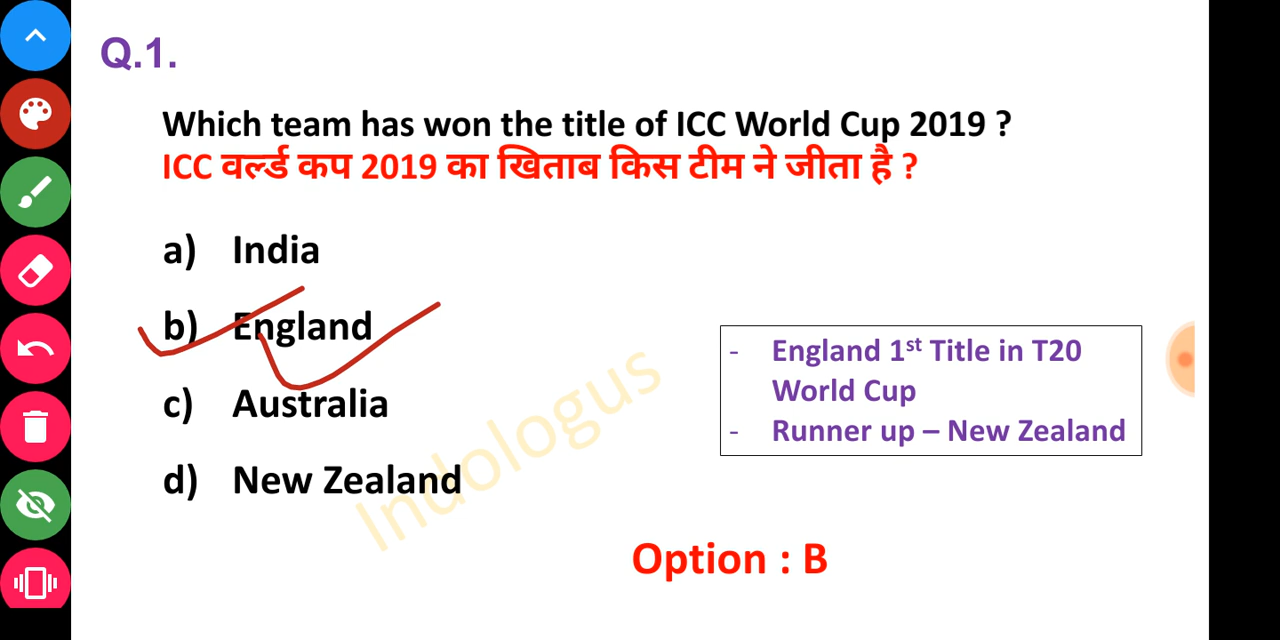 Q.1.
Which team has won the title of ICC World Cup 2019 ?
ICC वर्ल्ड कप 2019 का खिताब किस टीम ने जीता है ?
a) India
b) England
c) Australia
d) New Zealand
- England 1st Title in T20
World Cup
- Runner up – New Zealand
Indologus
Option : B